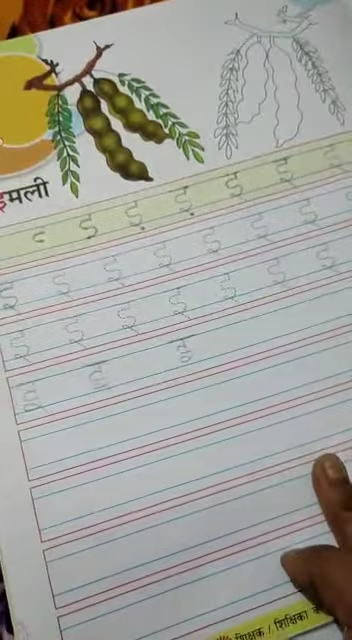 इमली
इ इ इ इ इ
इ इ इ इ इ इ इ
इ इ इ इ इ इ इ
इ इ इ
शिक्षक / शिक्षिका